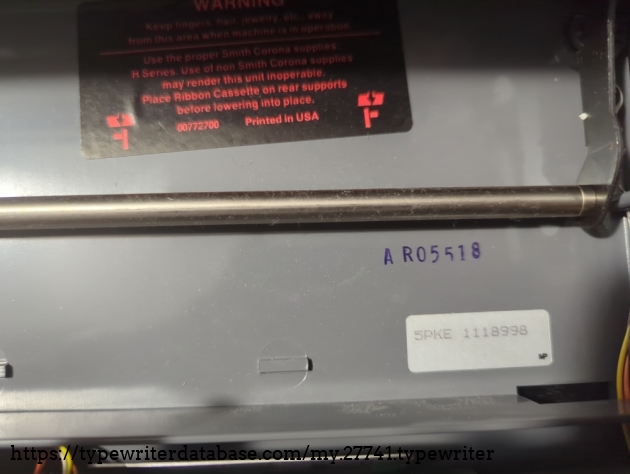 WARNING
Keep fingers, hair, jewelry, etc., away
from this area when machine is in operation.
Use the proper Smith Corona supplies.
R Series. Use of non Smith Corona supplies
may render this unit inoperable.
Place Ribbon Cassette on rear supports
before lowering into place.
00772700 Printed in USA
A R05518
5PKE 1118998
NP
https://typewriterdatabase.com/my.27741.typewriter